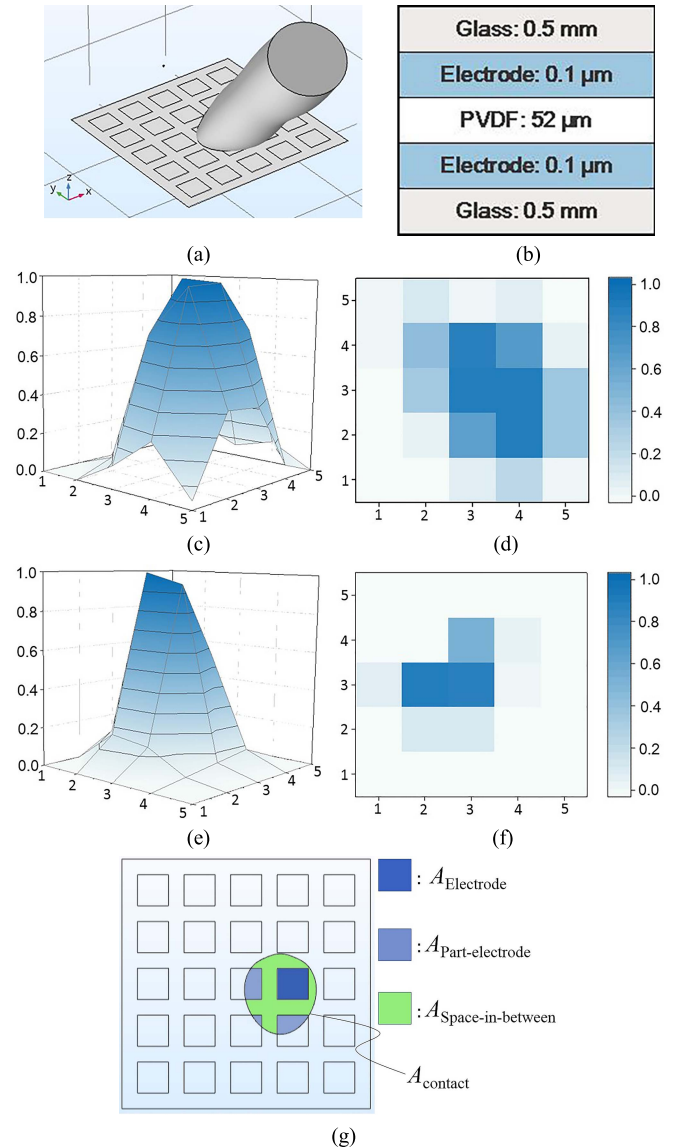 z
y
x
(a)
Glass: 0.5 mm
Electrode: 0.1 μm
PVDF: 52 μm
Electrode: 0.1 μm
Glass: 0.5 mm
(b)
1.0
0.8
0.6
0.4
0.2
0.0
1
2
3
4
5
1
2
3
4
5
(c)
5
4
3
2
1
1 2 3 4 5
1.0
0.8
0.6
0.4
0.2
0.0
(d)
1.0
0.8
0.6
0.4
0.2
0.0
1
2
3
4
5
1
2
3
4
5
(e)
5
4
3
2
1
1 2 3 4 5
1.0
0.8
0.6
0.4
0.2
0.0
(f)
: A Electrode
: A Part-electrode
: A Space-in-between
A contact
(g)